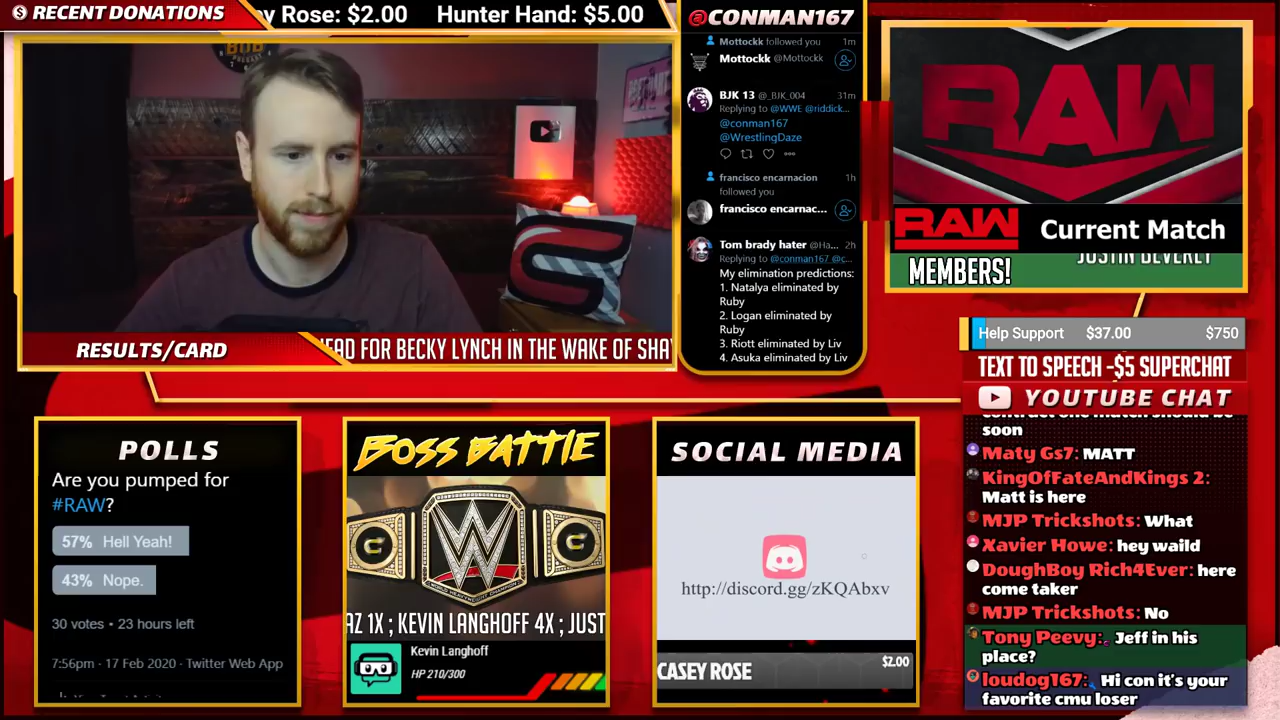 RECENT DONATIONS
y Rose: $2.00 Hunter Hand: $5.00
@CONMAN167
Mottockk followed you 1m
Mottockk @Mottockk
BJK 13 @_BJK_004 31m
Replying to @WWE @riddick...
@conman167
@WrestlingDaze
francisco encarnacion 1h
followed you
francisco encarnac...
Tom brady hater @Ha... 2h
Replying to @conman167 @c...
My elimination predictions:
1. Natalya eliminated by
Ruby
2. Logan eliminated by
Ruby
3. Riott eliminated by Liv
4. Asuka eliminated by Liv
RAW
RAW Current Match
MEMBERS! JUSTIN BEVERLY
RESULTS/CARD
EAD FOR BECKY LYNCH IN THE WAKE OF SHA
Help Support $37.00 $750
TEXT TO SPEECH -$5 SUPERCHAT
YOUTUBE CHAT
contract one match should be
soon
Maty Gs7: MATT
KingOfFateAndKings 2:
Matt is here
MJP Trickshots: What
Xavier Howe: hey waild
DoughBoy Rich4Ever: here
come taker
MJP Trickshots: No
Tony Peevy: Jeff in his
place?
loudog167: Hi con it's your
favorite cmu loser
POLLS
Are you pumped for
#RAW?
57% Hell Yeah!
43% Nope.
30 votes • 23 hours left
7:56pm · 17 Feb 2020 · Twitter Web App
BOSS BATTLE
AZ 1X ; KEVIN LANGHOFF 4X ; JUST
Kevin Langhoff
HP 210/300
SOCIAL MEDIA
http://discord.gg/zKQAbxv
CASEY ROSE $2.00